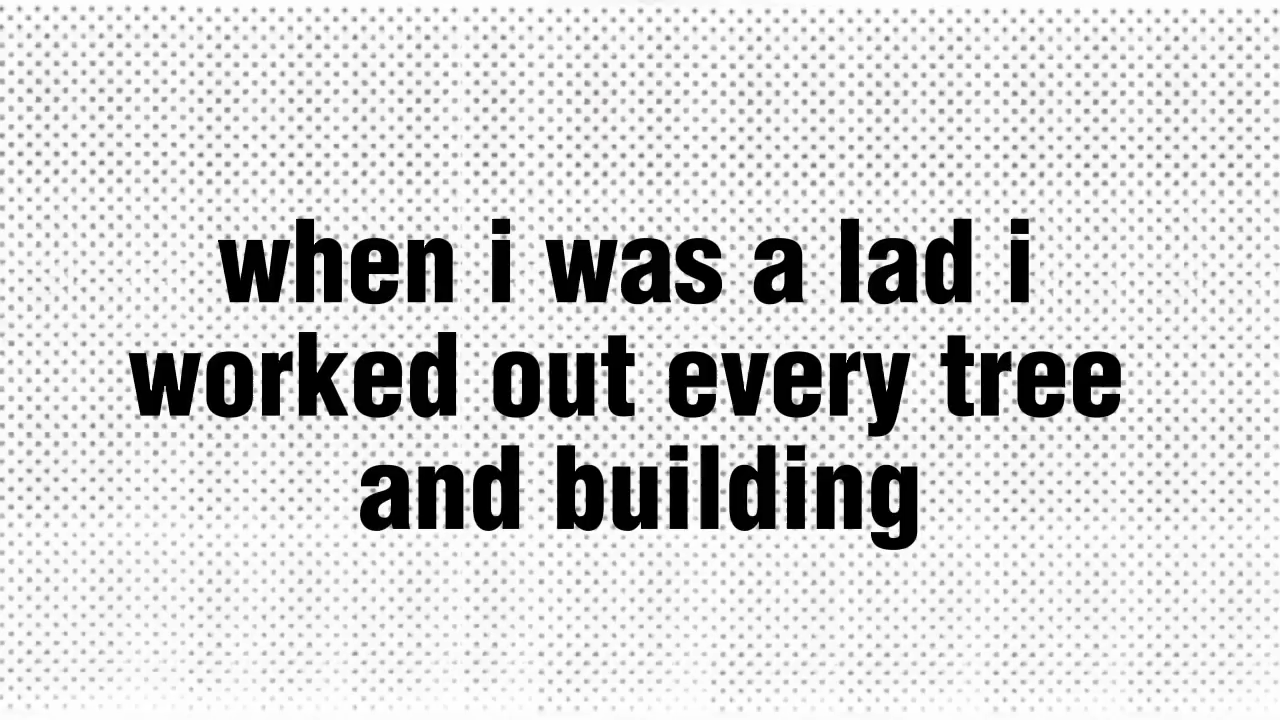 when i was a lad i
worked out every tree
and building